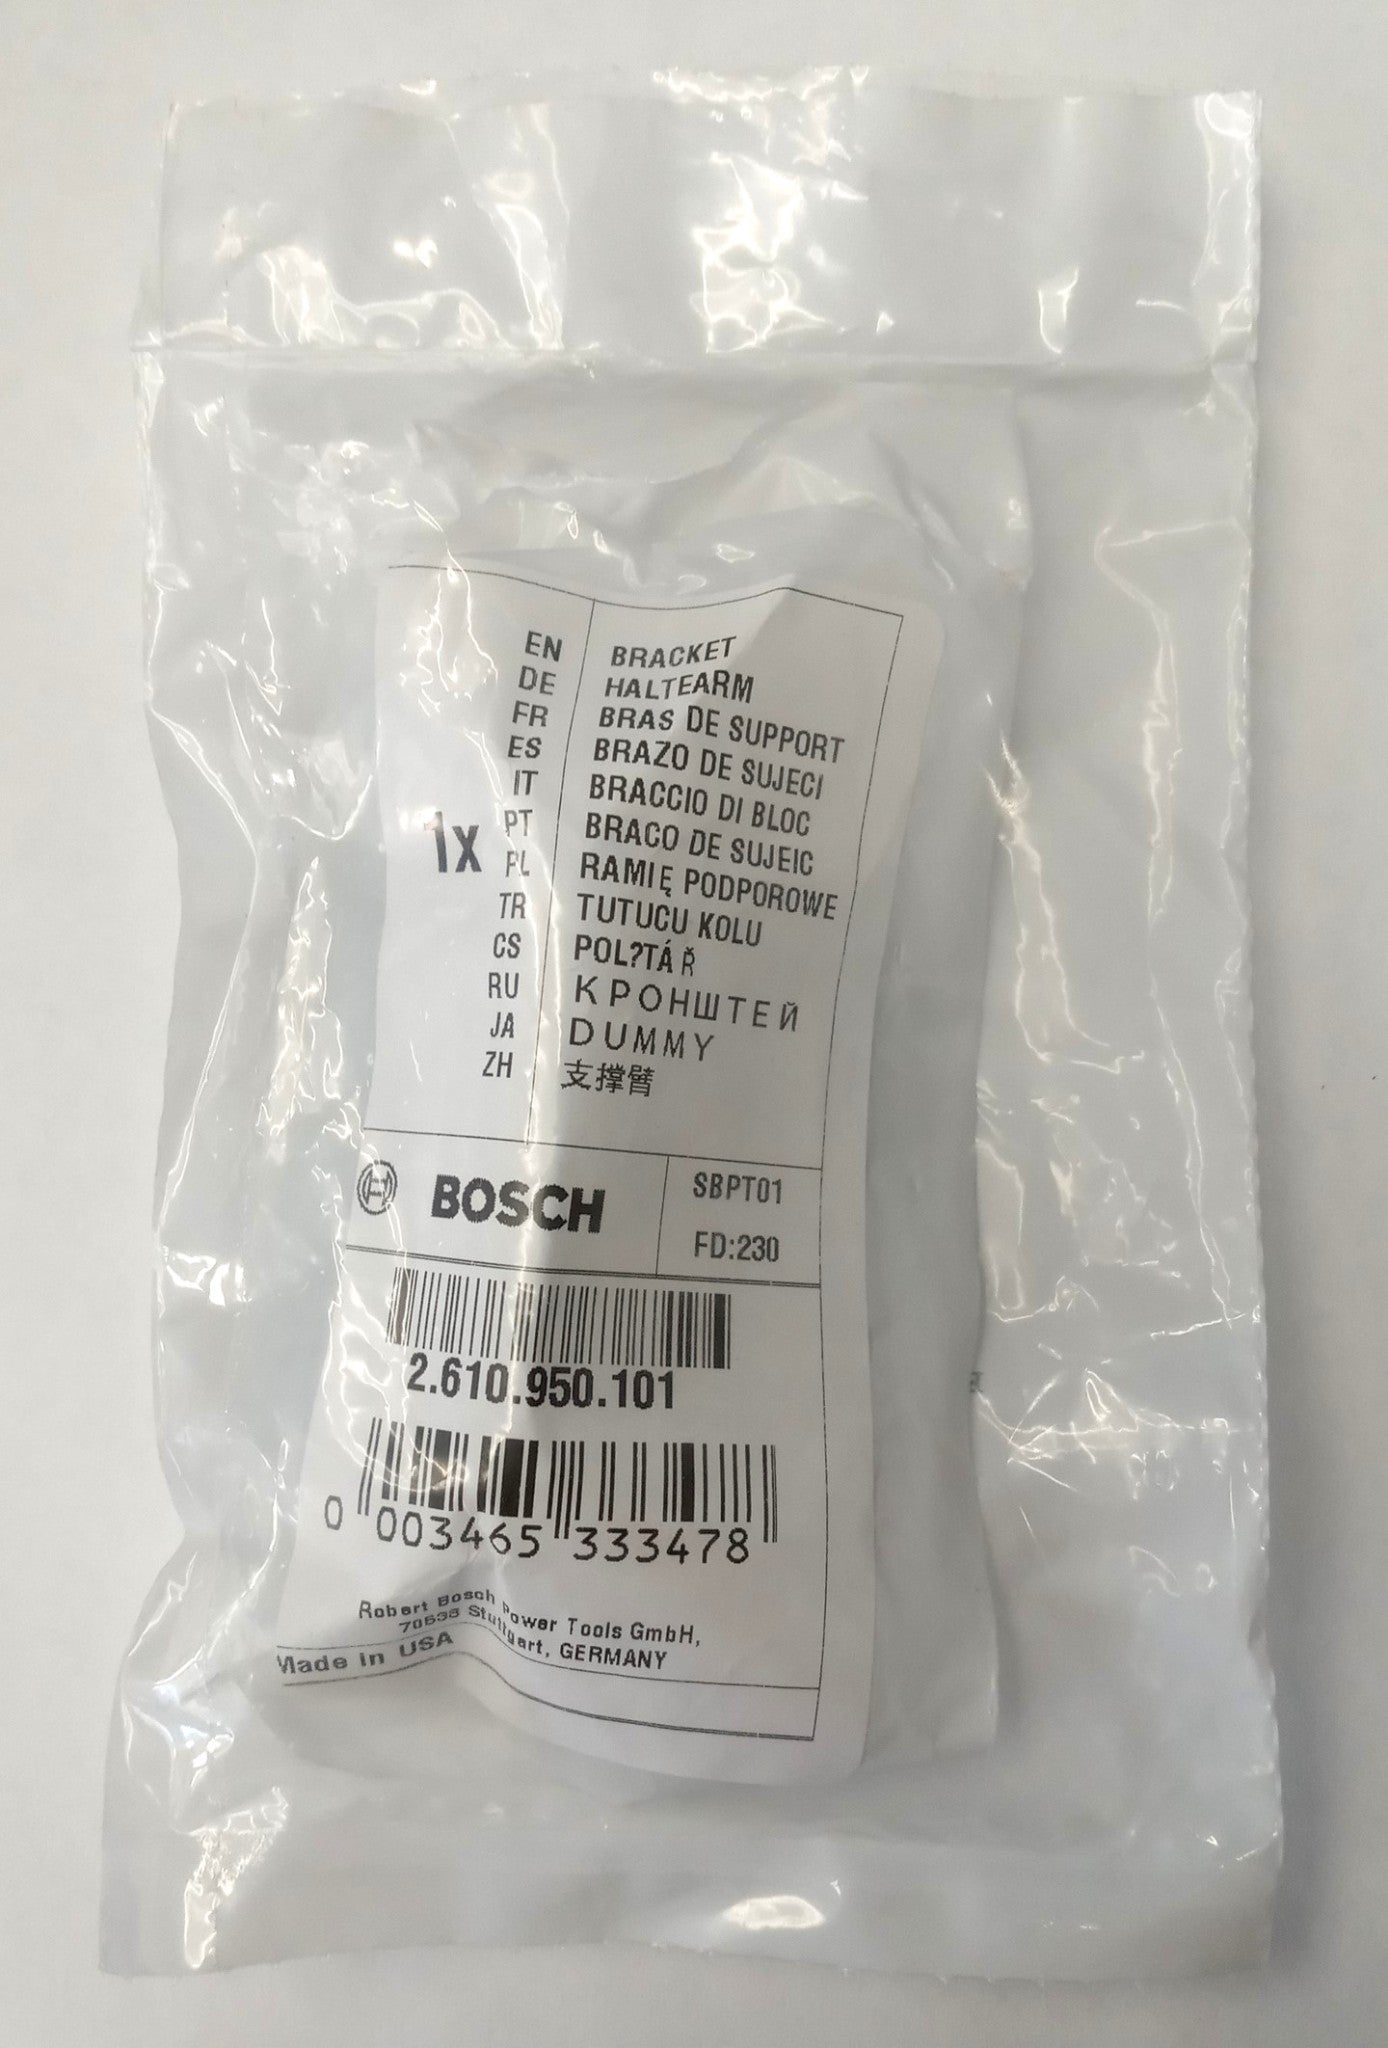 1x
EN BRACKET
DE HALTEARM
FR BRAS DE SUPPORT
ES BRAZO DE SUJECI
IT BRACCIO DI BLOC
PT BRACO DE SUJEIC
PL RAMIĘ PODPOROWE
TR TUTUCU KOLU
CS POL?TÁŘ
RU КРОНШТЕЙ
JA DUMMY
ZH 支撑臂
BOSCH
SBPT01
FD:230
2.610.950.101
0 003465 333478
Robert Bosch Power Tools GmbH,
70538 Stuttgart, GERMANY
Made in USA